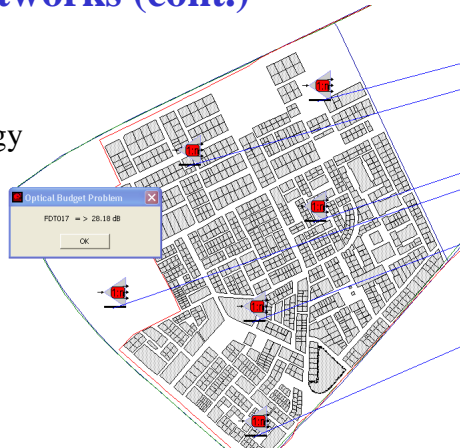 tworks (cont.)
gy
Optical Budget Problem
FDT017 => 28.18 dB
OK